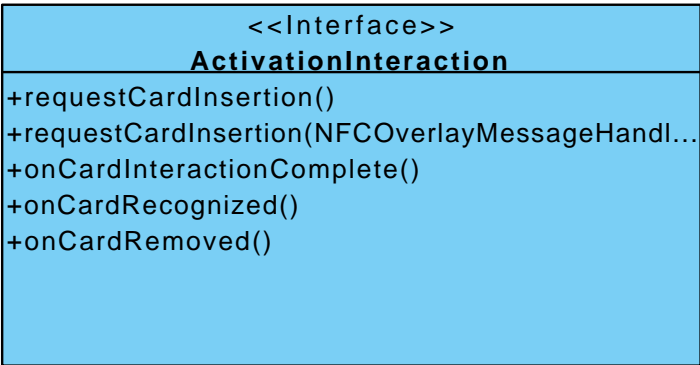 <<Interface>>
ActivationInteraction
+requestCardInsertion()
+requestCardInsertion(NFCOverlayMessageHandl...
+onCardInteractionComplete()
+onCardRecognized()
+onCardRemoved()